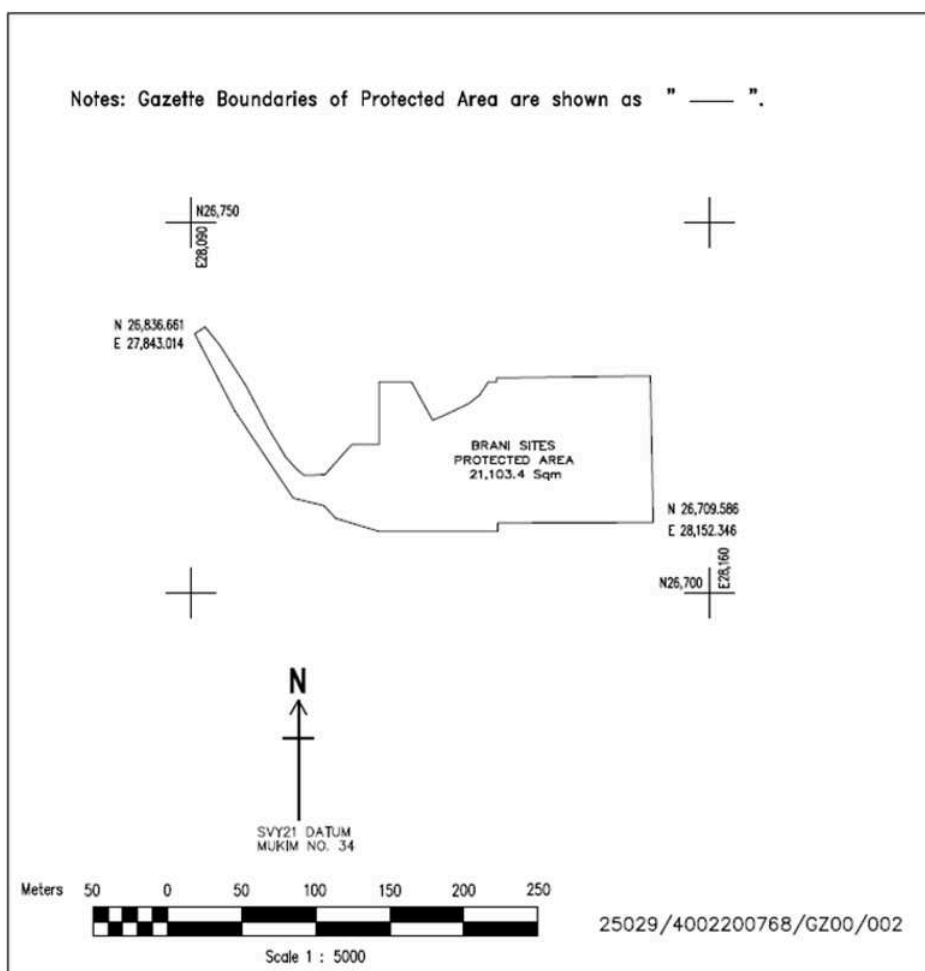 Notes: Gazette Boundaries of Protected Area are shown as " —— ".
N26,750
E28,090
N 26,836.661
E 27,843.014
BRANI SITES
PROTECTED AREA
21,103.4 Sqm
N 26,709.586
E 28,152.346
N26,700
E28,160
N
SVY21 DATUM
MUKIM NO. 34
Meters 50 0 50 100 150 200 250
Scale 1 : 5000
25029/4002200768/GZ00/002